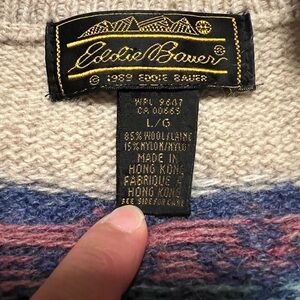 Eddie Bauer
© 1989 EDDIE BAUER
WPL 9607
CA 00665
L/G
85% WOOL/LAINE
15% NYLON/NYLON
MADE IN
HONG KONG
FABRIQUE A
HONG KONG
SEE SIDE FOR CARE